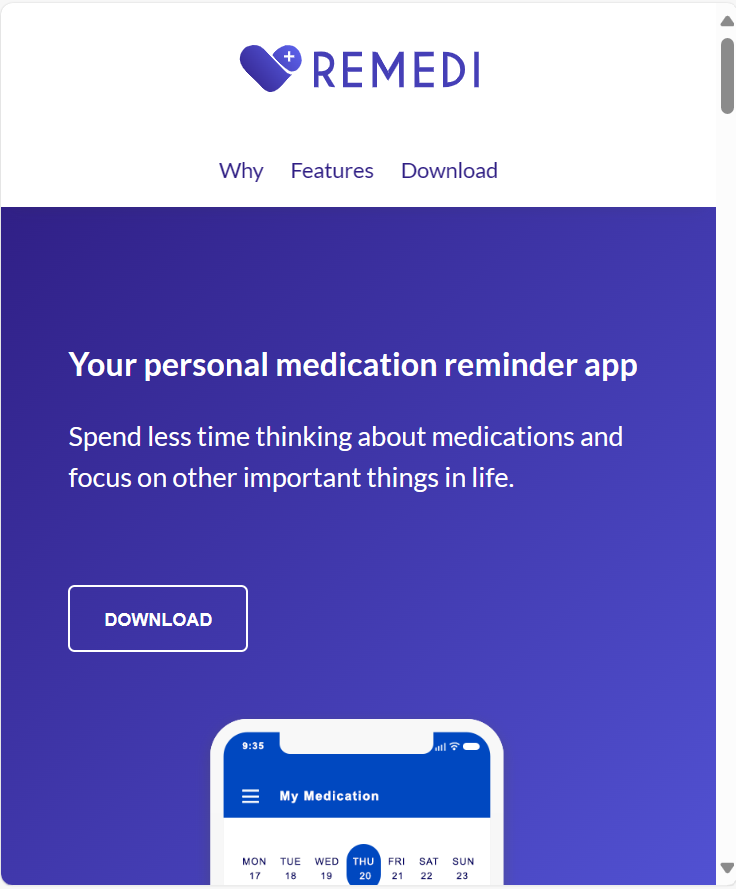 REMEDI
Why Features Download
Your personal medication reminder app
Spend less time thinking about medications and
focus on other important things in life.
DOWNLOAD
9:35
My Medication
MON TUE WED THU FRI SAT SUN
17 18 19 20 21 22 23